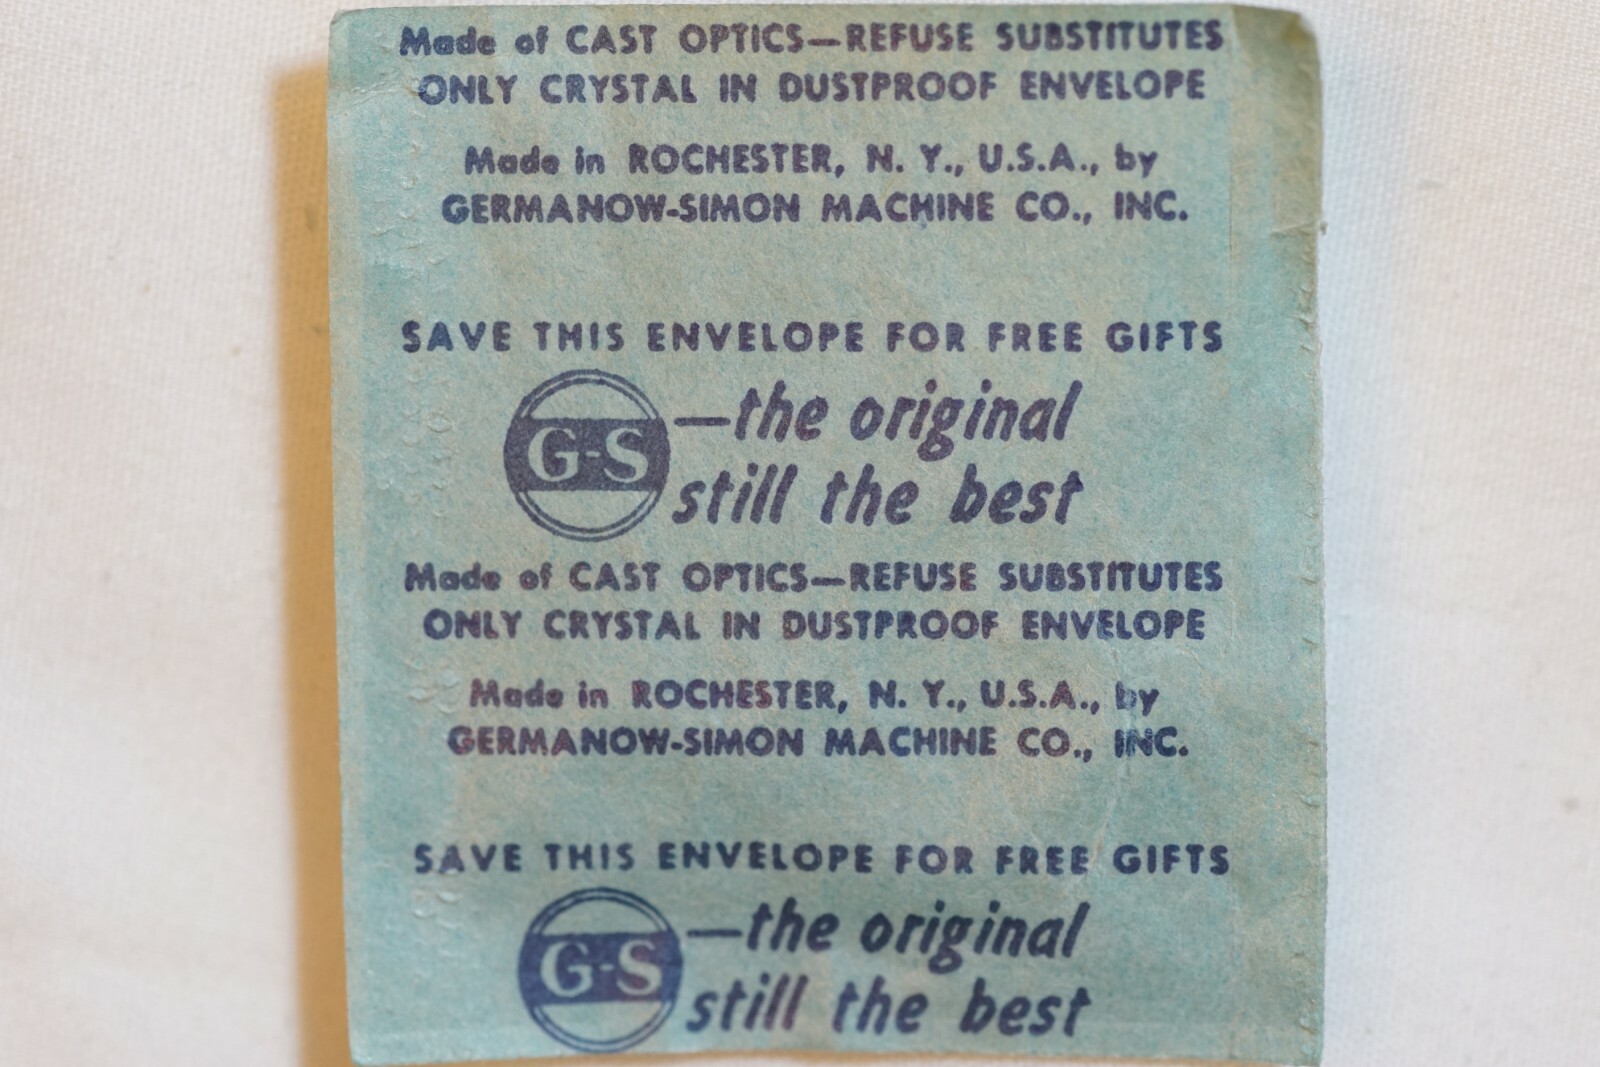 Made of CAST OPTICS—REFUSE SUBSTITUTES
ONLY CRYSTAL IN DUSTPROOF ENVELOPE
Made in ROCHESTER, N. Y., U.S.A., by
GERMANOW-SIMON MACHINE CO., INC.
SAVE THIS ENVELOPE FOR FREE GIFTS
G-S —the original
still the best
Made of CAST OPTICS—REFUSE SUBSTITUTES
ONLY CRYSTAL IN DUSTPROOF ENVELOPE
Made in ROCHESTER, N. Y., U.S.A., by
GERMANOW-SIMON MACHINE CO., INC.
SAVE THIS ENVELOPE FOR FREE GIFTS
G-S —the original
still the best